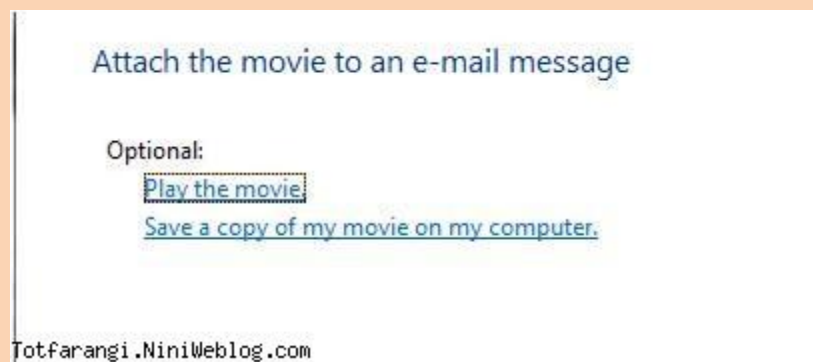 Attach the movie to an e-mail message
Optional:
Play the movie.
Save a copy of my movie on my computer.
Totfarangi.NiniWeblog.com